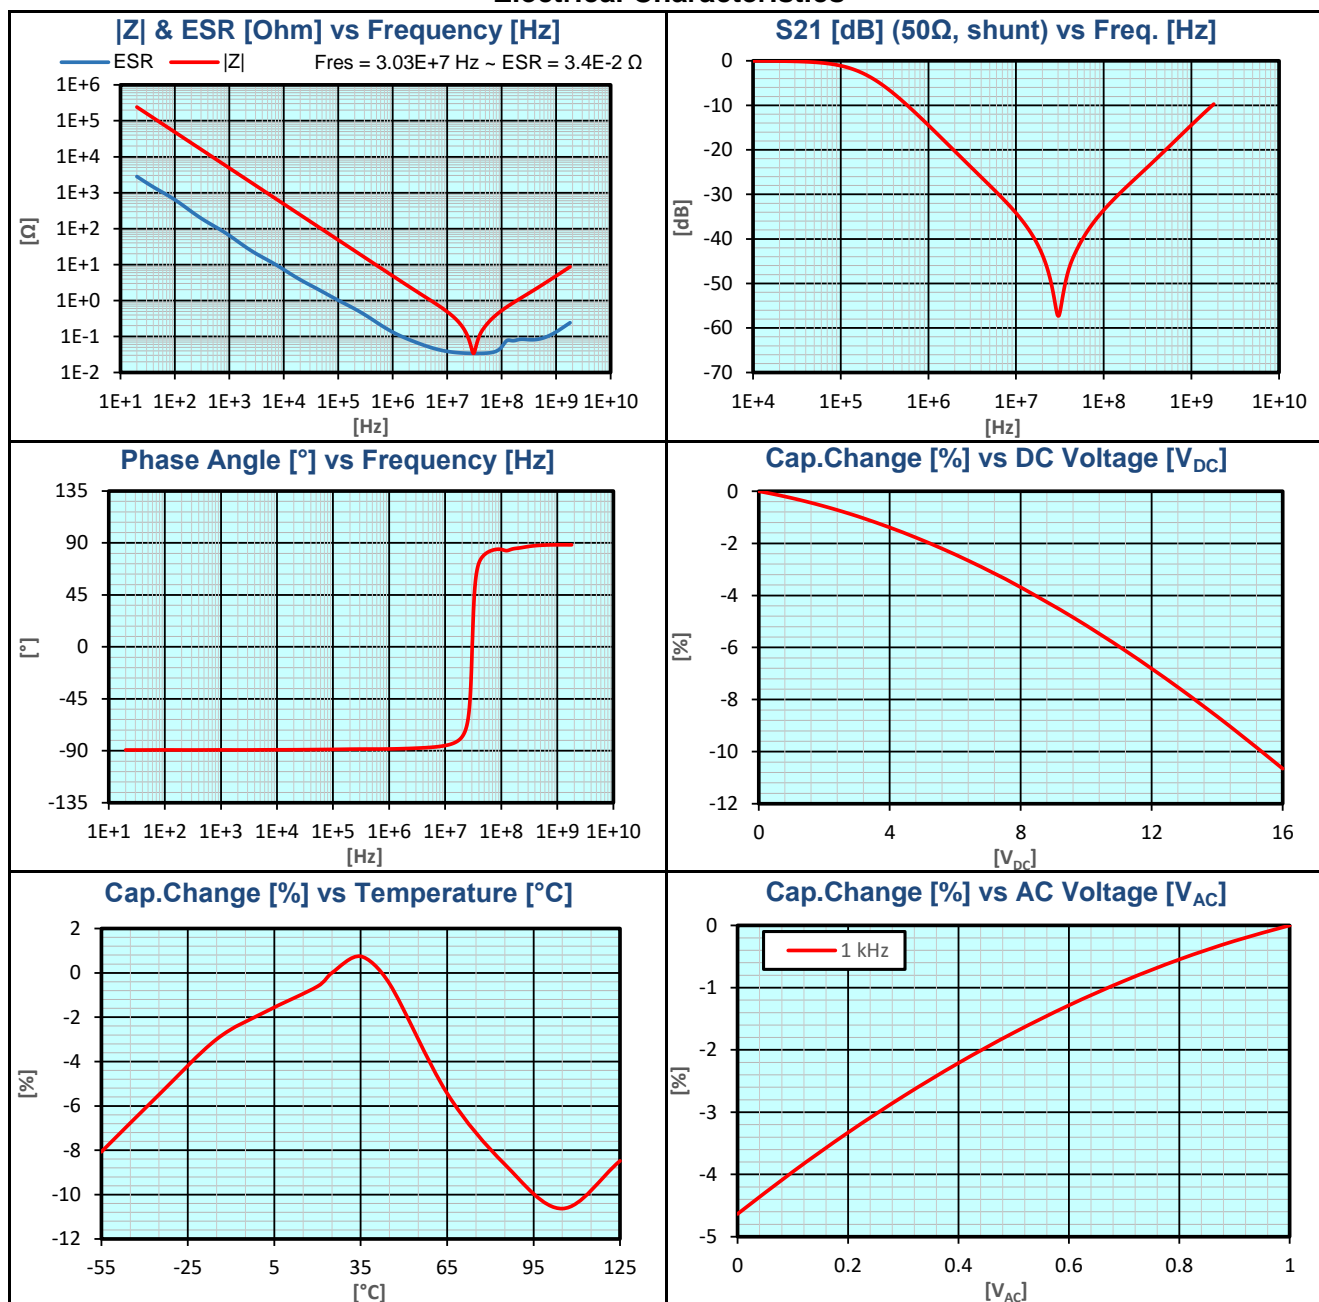 |Z| & ESR [Ohm] vs Frequency [Hz]
ESR |Z| Fres = 3.03E+7 Hz ~ ESR = 3.4E-2 Ω
1E+6
1E+5
1E+4
1E+3
1E+2
1E+1
1E+0
1E-1
1E-2
[Ω]
1E+1 1E+2 1E+3 1E+4 1E+5 1E+6 1E+7 1E+8 1E+9 1E+10
[Hz]
S21 [dB] (50Ω, shunt) vs Freq. [Hz]
0
-10
-20
-30
-40
-50
-60
-70
[dB]
1E+4 1E+5 1E+6 1E+7 1E+8 1E+9 1E+10
[Hz]
Phase Angle [°] vs Frequency [Hz]
135
90
45
0
-45
-90
-135
[°]
1E+1 1E+2 1E+3 1E+4 1E+5 1E+6 1E+7 1E+8 1E+9 1E+10
[Hz]
Cap.Change [%] vs DC Voltage [VDC]
0
-2
-4
-6
-8
-10
-12
[%]
0 4 8 12 16
[VDC]
Cap.Change [%] vs Temperature [°C]
2
0
-2
-4
-6
-8
-10
-12
[%]
-55 -25 5 35 65 95 125
[°C]
Cap.Change [%] vs AC Voltage [VAC]
1 kHz
0
-1
-2
-3
-4
-5
[%]
0 0.2 0.4 0.6 0.8 1
[VAC]